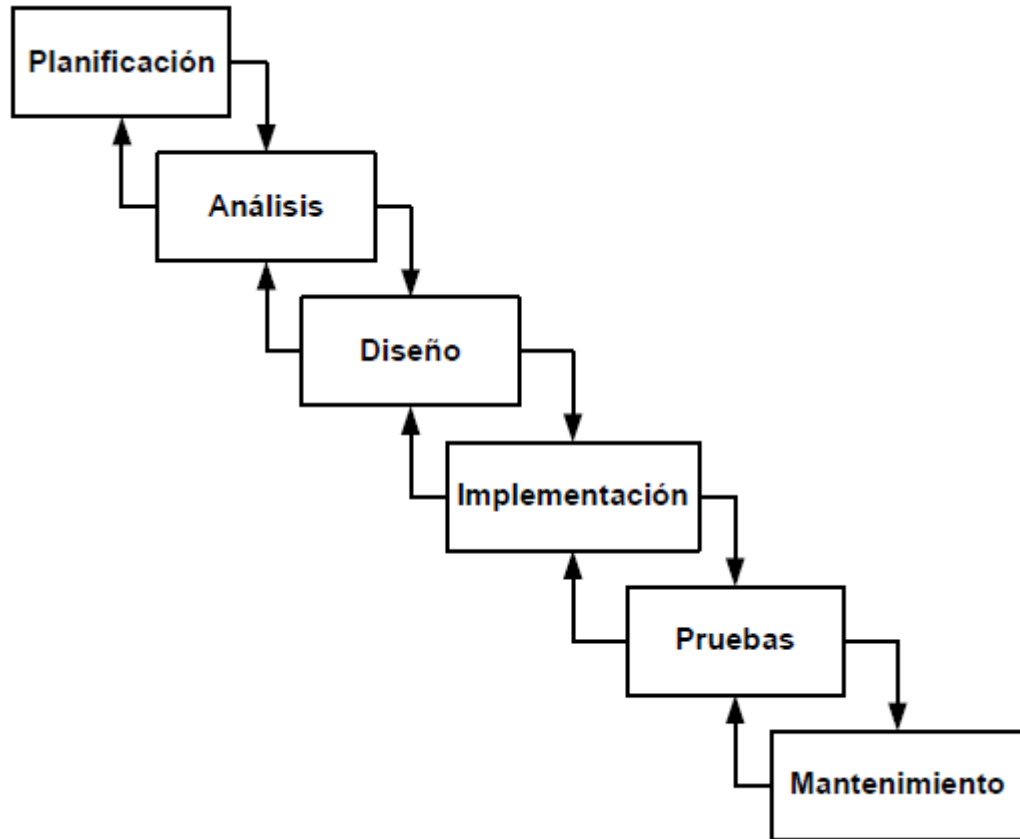 Planificación
Análisis
Diseño
Implementación
Pruebas
Mantenimiento